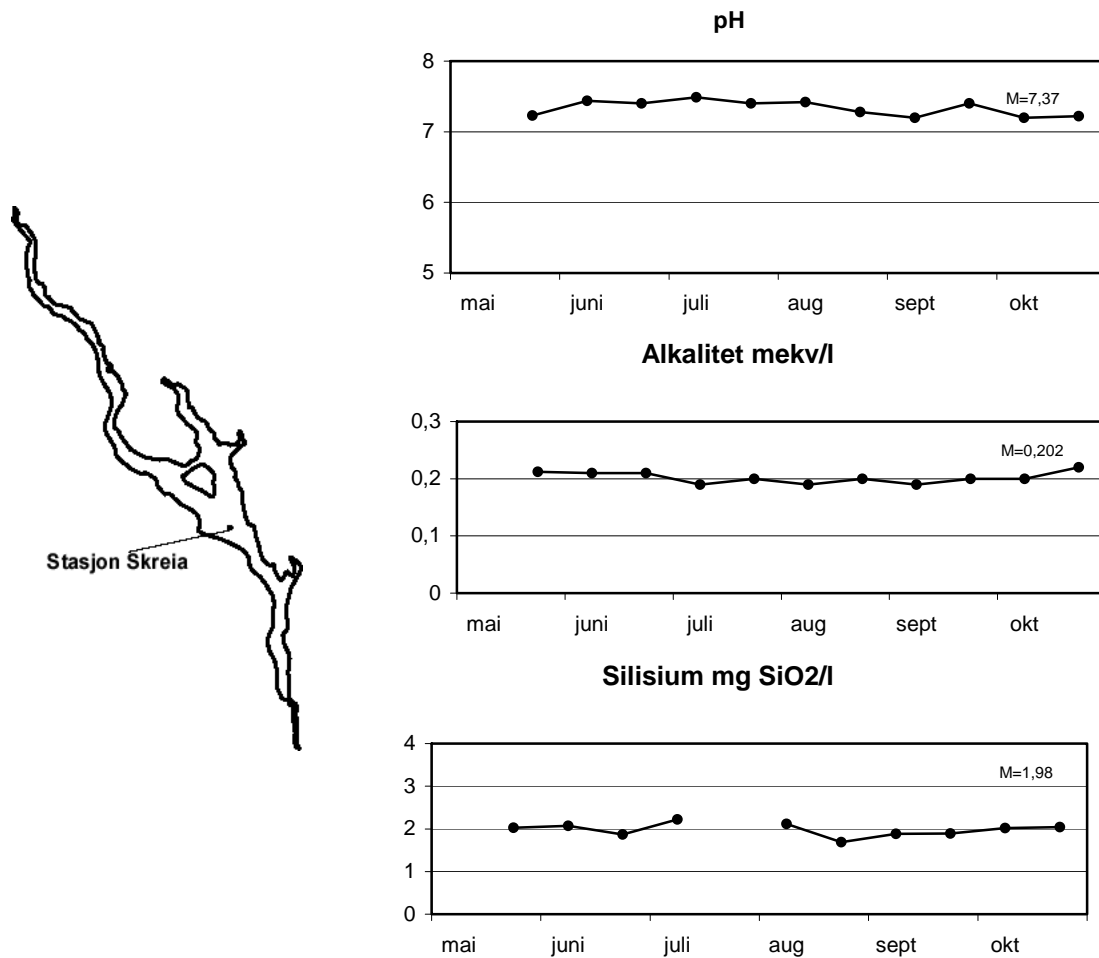 pH
8
M=7,37
7
6
5
mai juni juli aug sept okt
Alkalitet mekv/l
0,3
M=0,202
0,2
0,1
0
mai juni juli aug sept okt
Stasjon Skreia
Silisium mg SiO2/l
4
M=1,98
3
2
1
0
mai juni juli aug sept okt